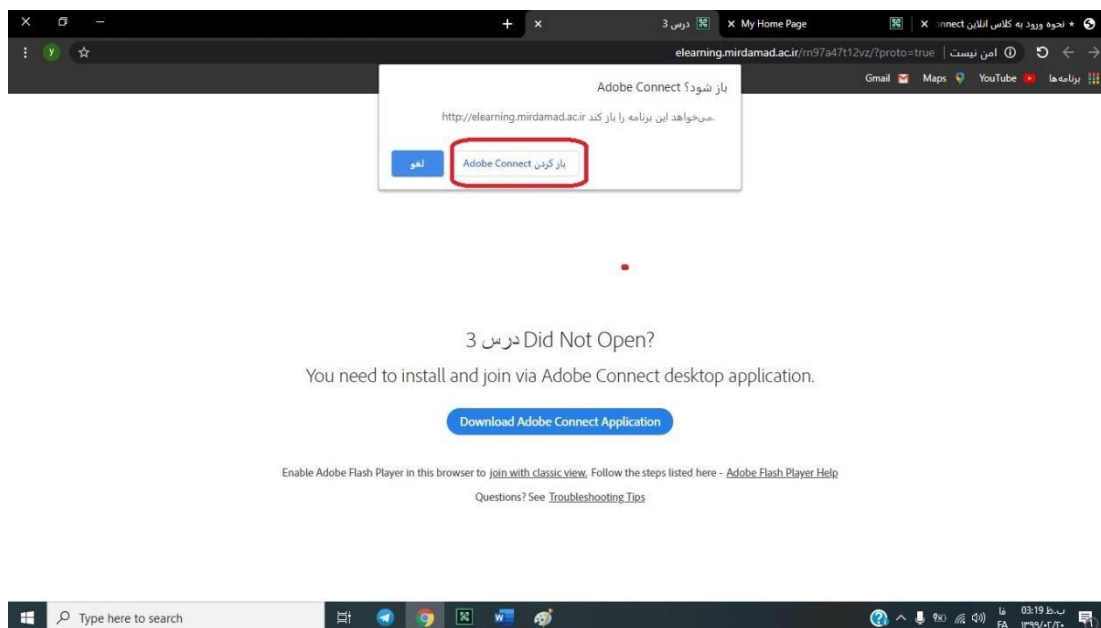 نحوه ورود به کلاس انلاین
My Home Page
درس 3
elearning.mirdamad.ac.ir/rn97a47t12vz/?proto=true
امن نیست
y
برنامه‌ها
YouTube
Maps
Gmail
Adobe Connect باز شود؟
http://elearning.mirdamad.ac.ir می‌خواهد این برنامه را باز کند.
باز کردن Adobe Connect
لغو
درس 3 Did Not Open?
You need to install and join via Adobe Connect desktop application.
Download Adobe Connect Application
Enable Adobe Flash Player in this browser to join with classic view. Follow the steps listed here - Adobe Flash Player Help
Questions? See Troubleshooting Tips
Type here to search
فا
FA
03:19 ب.ظ